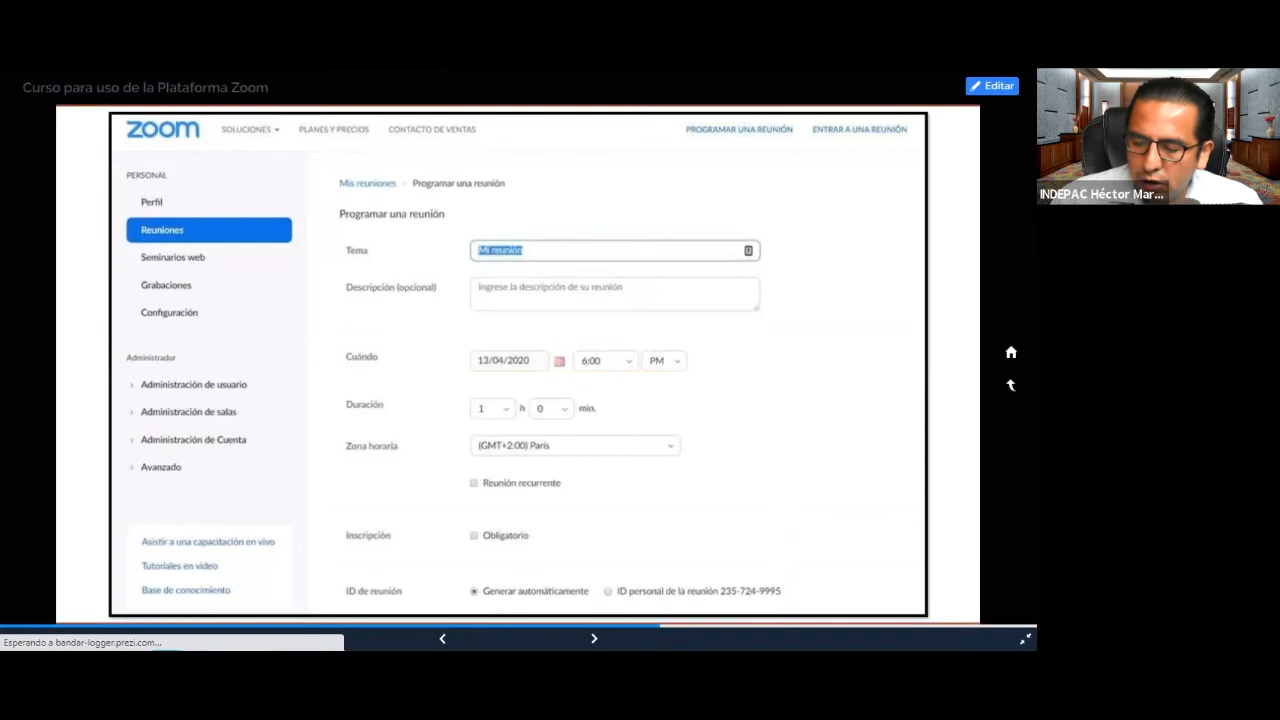 Curso para uso de la Plataforma Zoom
Editar
zoom
SOLUCIONES
PLANES Y PRECIOS
CONTACTO DE VENTAS
PROGRAMAR UNA REUNIÓN
ENTRAR A UNA REUNIÓN
INDEPAC Héctor Mar...
PERSONAL
Perfil
Reuniones
Seminarios web
Grabaciones
Configuración
Administrador
Administración de usuario
Administración de salas
Administración de Cuenta
Avanzado
Asistir a una capacitación en vivo
Tutoriales en video
Base de conocimiento
Mis reuniones > Programar una reunión
Programar una reunión
Tema
Mi reunión
Descripción (opcional)
Ingrese la descripción de su reunión
Cuándo
13/04/2020
6:00
PM
Duración
1 h 0 min.
Zona horaria
(GMT+2:00) París
Reunión recurrente
Inscripción
Obligatorio
ID de reunión
Generar automáticamente
ID personal de la reunión 235-724-9995
Esperando a bandar-logger.prezi.com...